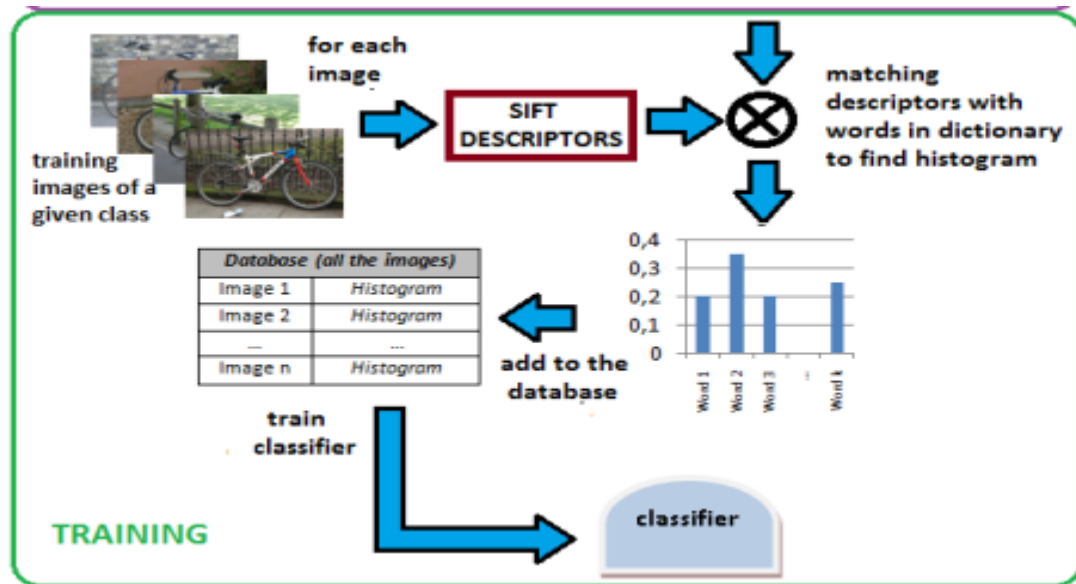 for each
image
training
images of a
given class
SIFT
DESCRIPTORS
matching
descriptors with
words in dictionary
to find histogram
0,4
0,3
0,2
0,1
0
Word 1
Word 2
Word 3
...
Word k
add to the
database
Database (all the images)
Image 1 Histogram
Image 2 Histogram
... ...
Image n Histogram
train
classifier
classifier
TRAINING